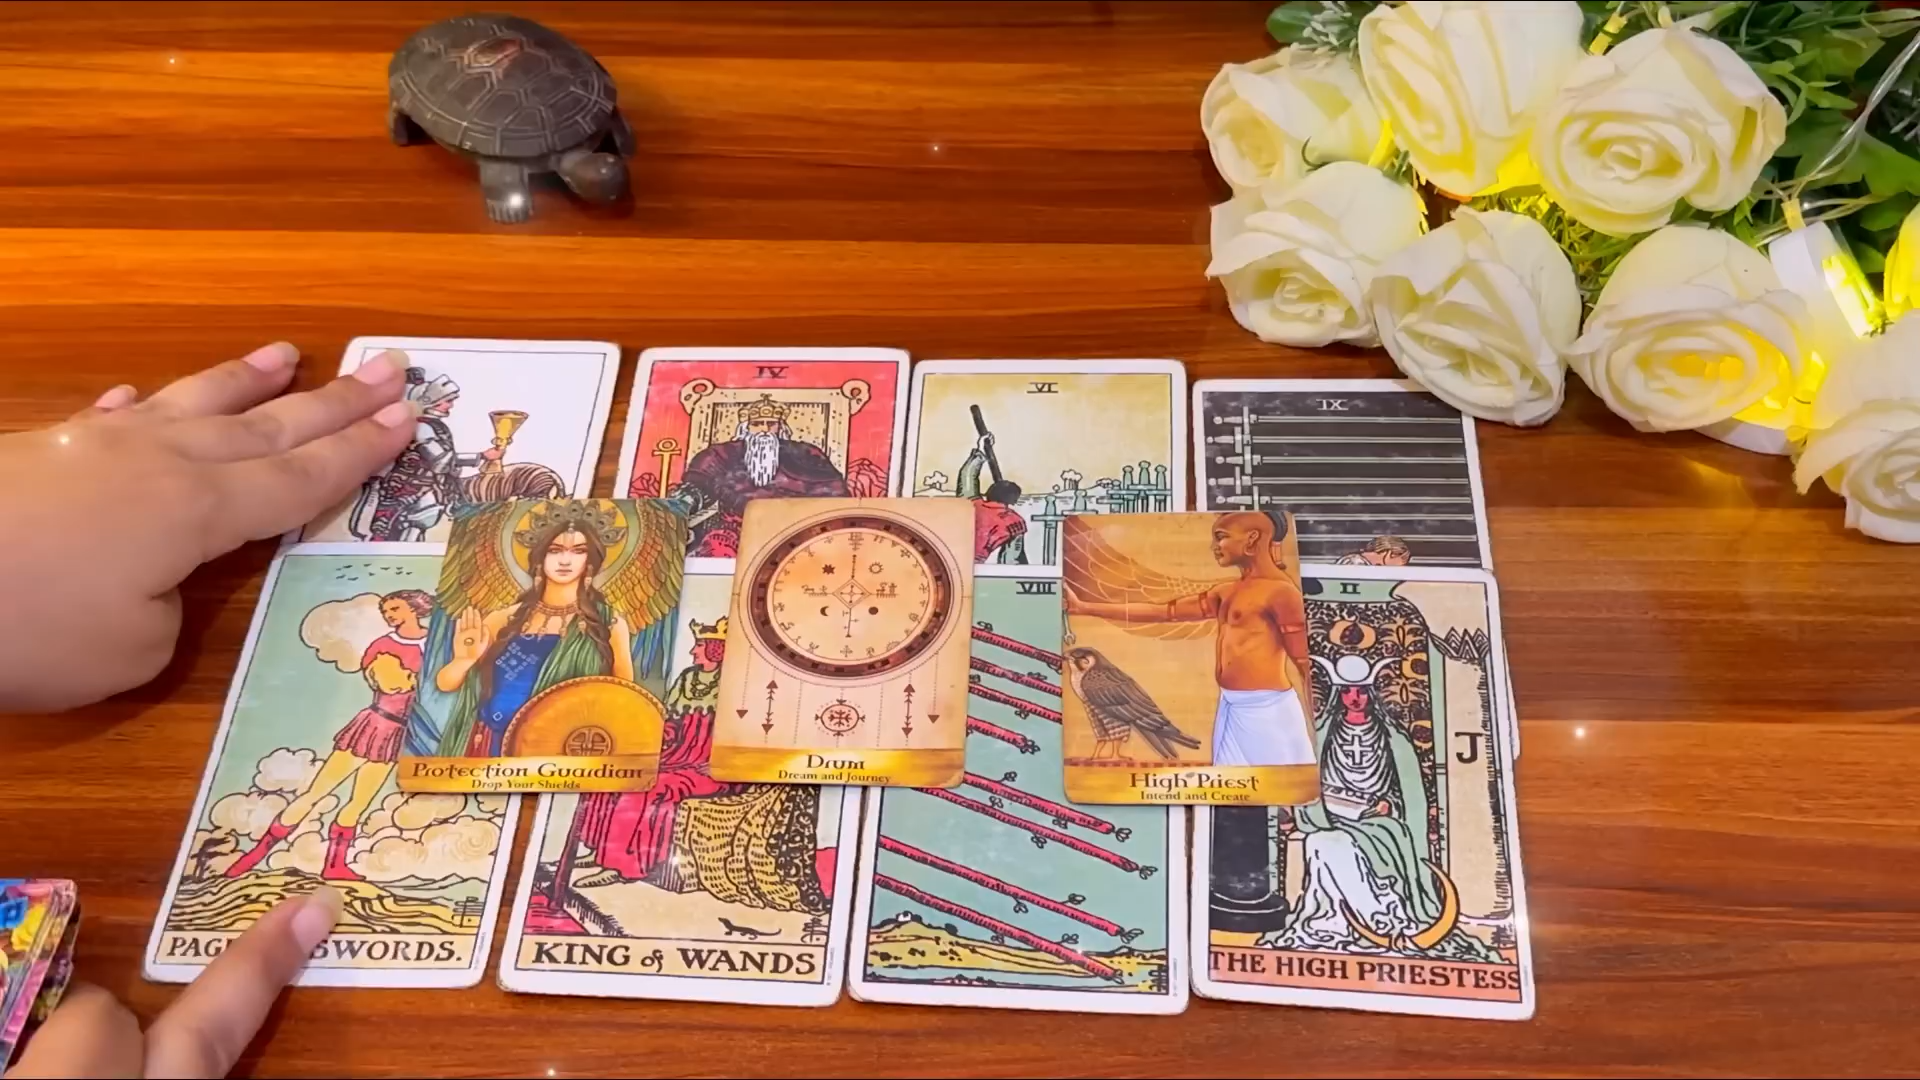 IV
VI
IX
VIII
II
J
Protection Guardian
Drop Your Shields
Drum
Dream and Journey
High Priest
Intend and Create
PAG SWORDS.
KING of WANDS
THE HIGH PRIESTESS